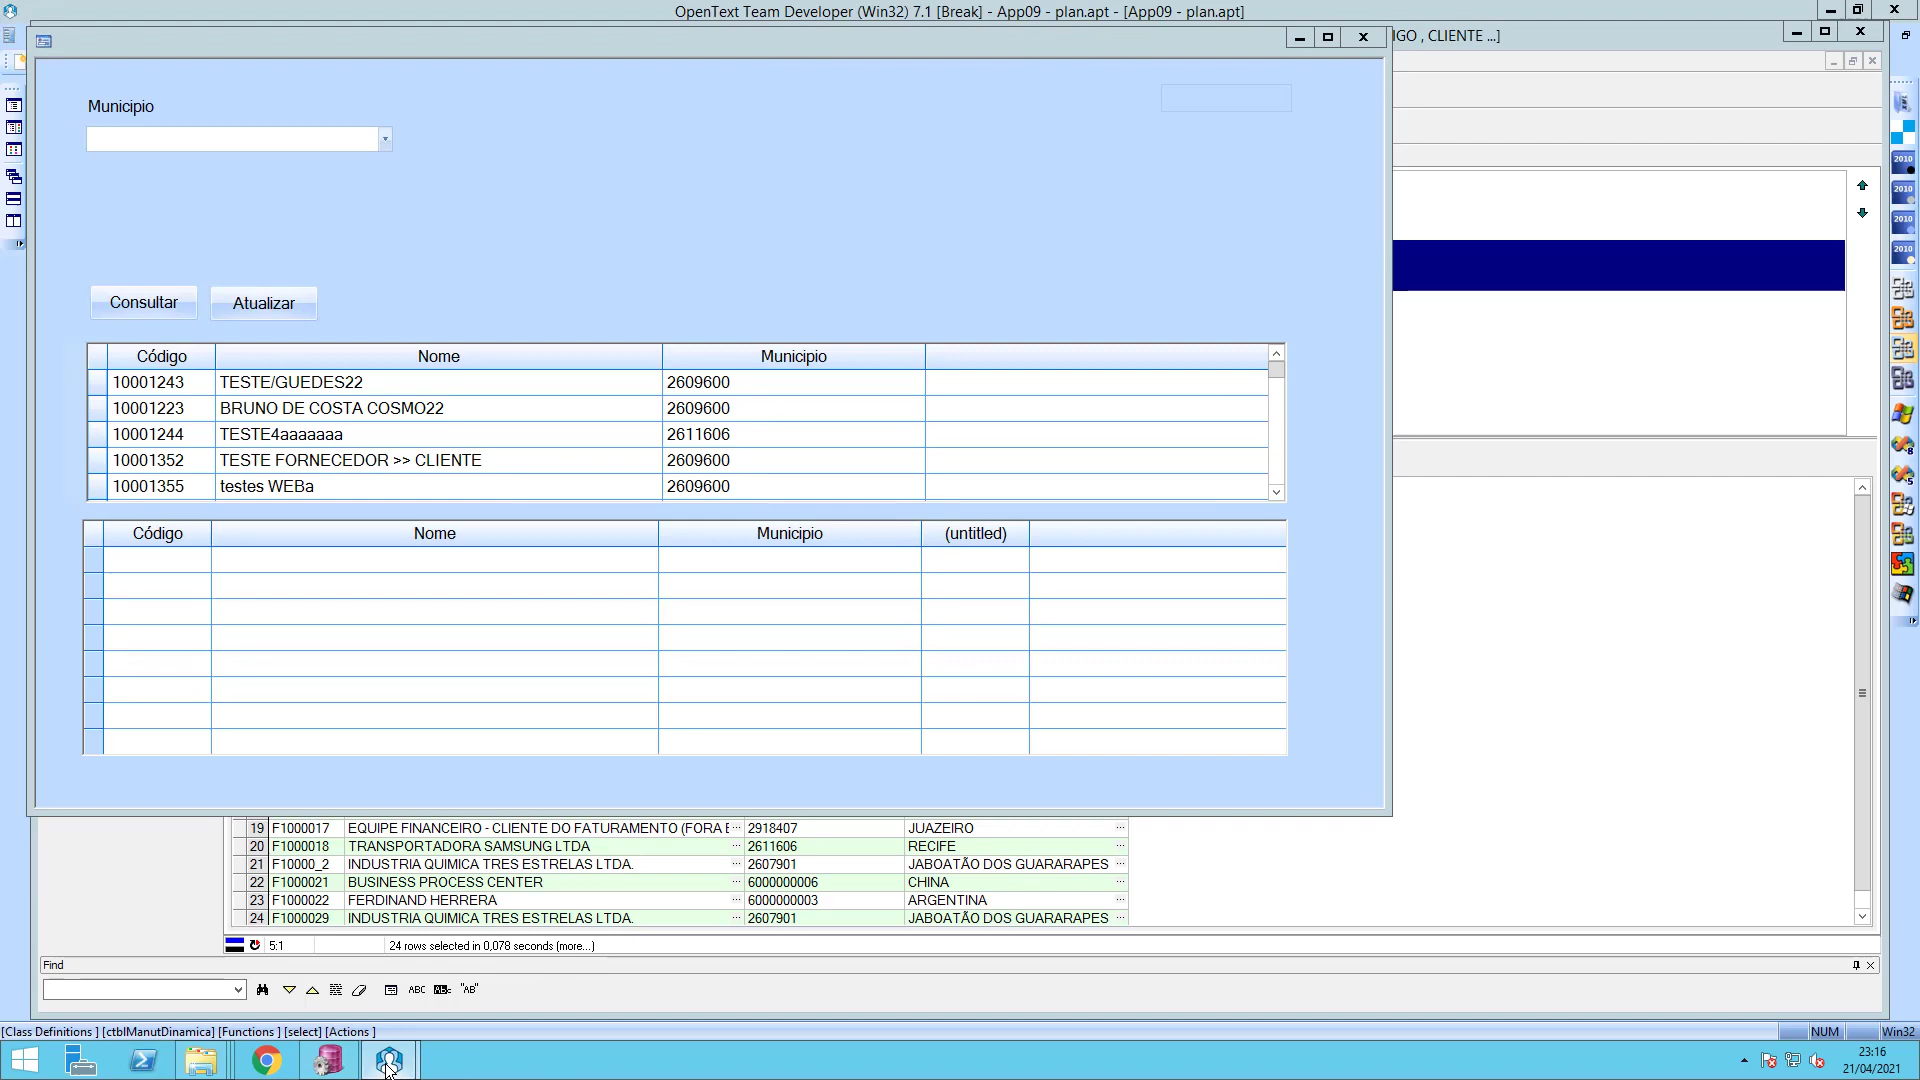 OpenText Team Developer (Win32) 7.1 [Break] - App09 - plan.apt - [App09 - plan.apt]
IGO , CLIENTE ...]
Municipio
Consultar
Atualizar
Código Nome Municipio
10001243 TESTE/GUEDES22 2609600
10001223 BRUNO DE COSTA COSMO22 2609600
10001244 TESTE4aaaaaaa 2611606
10001352 TESTE FORNECEDOR >> CLIENTE 2609600
10001355 testes WEBa 2609600
Código Nome Municipio (untitled)
19 F1000017 EQUIPE FINANCEIRO - CLIENTE DO FATURAMENTO (FORA E ... 2918407 JUAZEIRO ...
20 F1000018 TRANSPORTADORA SAMSUNG LTDA ... 2611606 RECIFE ...
21 F10000_2 INDUSTRIA QUIMICA TRES ESTRELAS LTDA. ... 2607901 JABOATÃO DOS GUARARAPES ...
22 F1000021 BUSINESS PROCESS CENTER ... 6000000006 CHINA ...
23 F1000022 FERDINAND HERRERA ... 6000000003 ARGENTINA ...
24 F1000029 INDUSTRIA QUIMICA TRES ESTRELAS LTDA. ... 2607901 JABOATÃO DOS GUARARAPES ...
5:1 24 rows selected in 0,078 seconds (more...)
Find
ABC "AB"
[Class Definitions ] [ctblManutDinamica] [Functions ] [select] [Actions ]
NUM Win32
2010
2010
2010
2010
23:16
21/04/2021